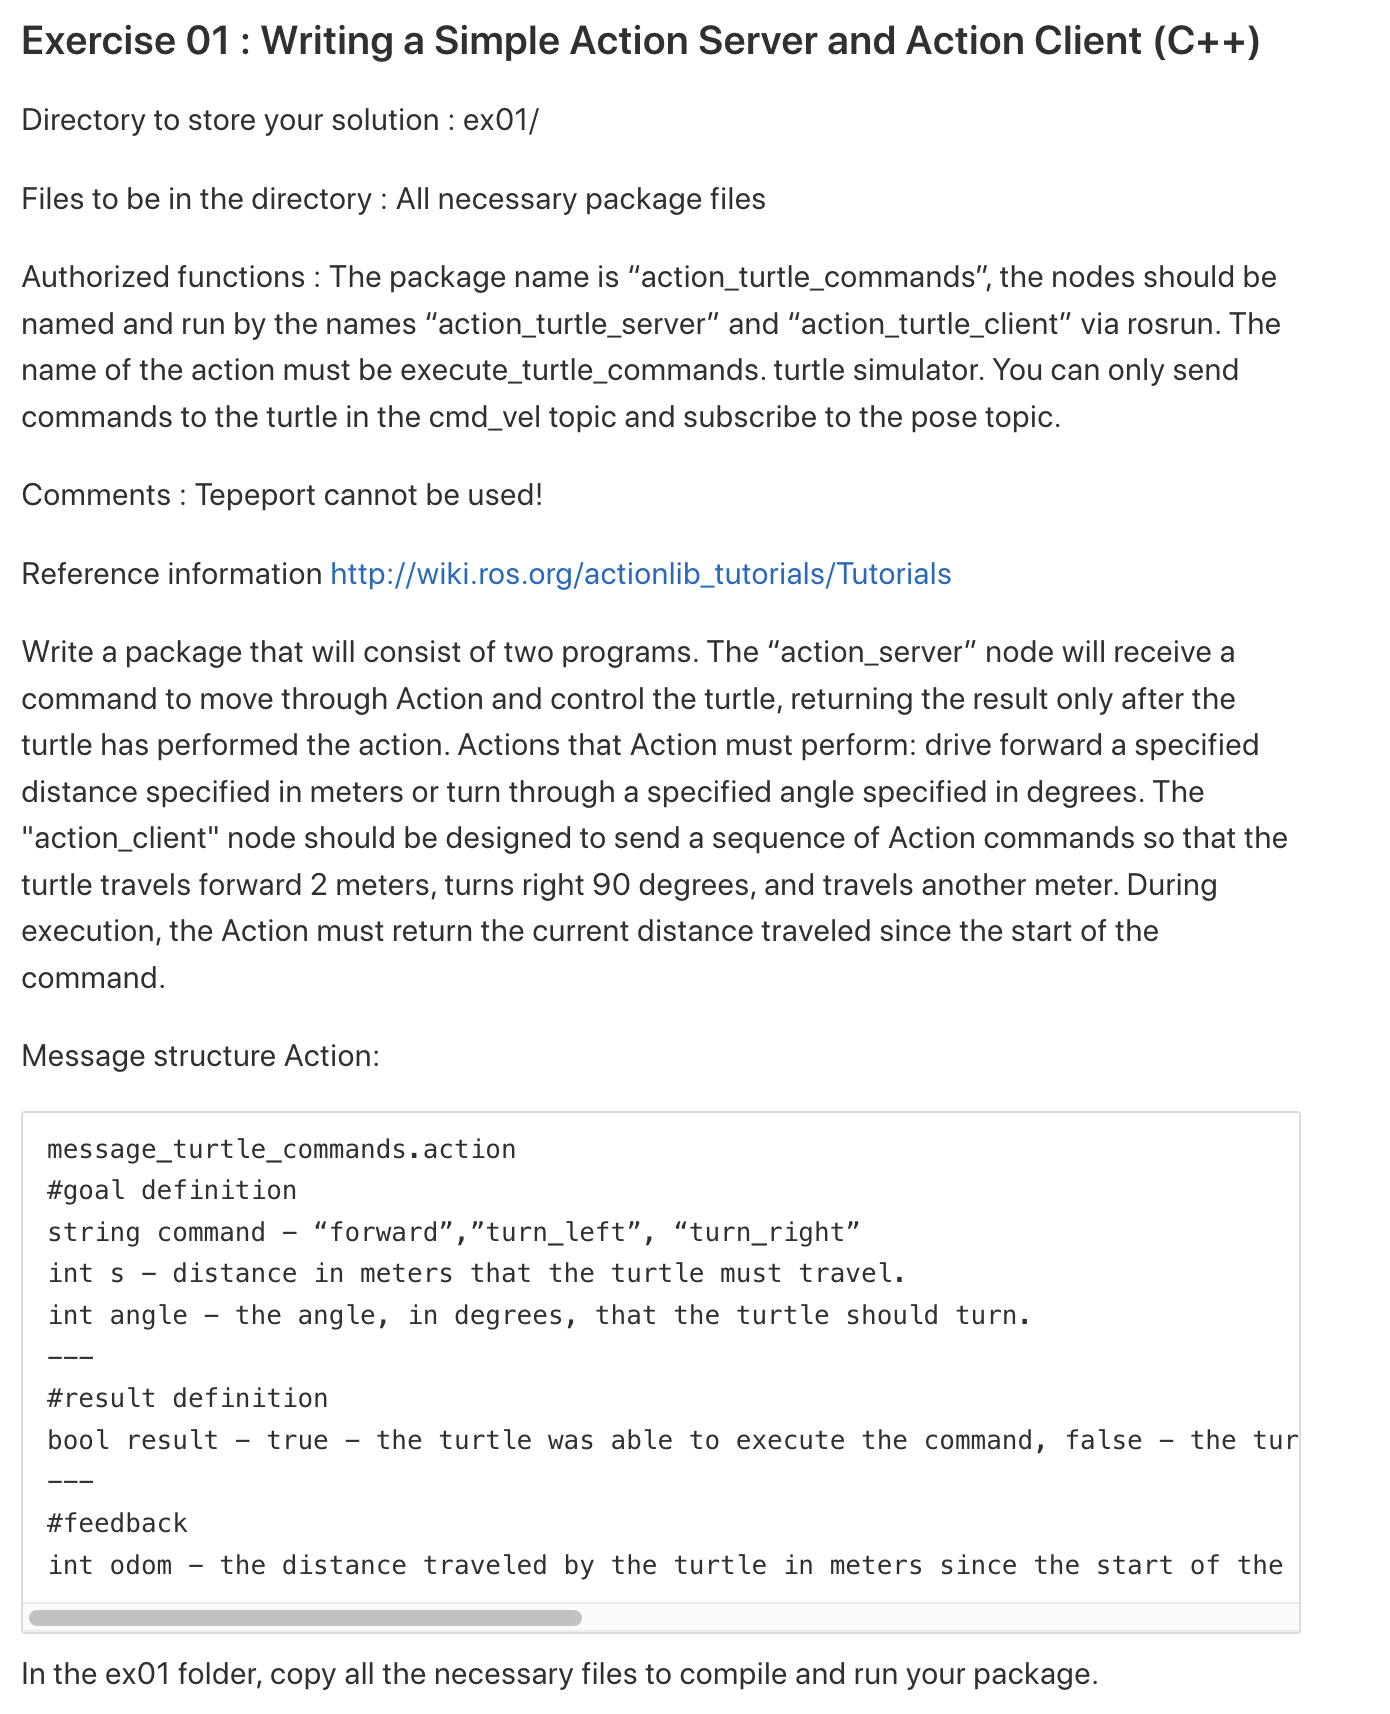 Exercise 01 : Writing a Simple Action Server and Action Client (C++)
Directory to store your solution : ex01/
Files to be in the directory : All necessary package files
Authorized functions : The package name is “action_turtle_commands”, the nodes should be
named and run by the names “action_turtle_server” and “action_turtle_client” via rosrun. The
name of the action must be execute_turtle_commands. turtle simulator. You can only send
commands to the turtle in the cmd_vel topic and subscribe to the pose topic.
Comments : Tepeport cannot be used!
Reference information http://wiki.ros.org/actionlib_tutorials/Tutorials
Write a package that will consist of two programs. The “action_server” node will receive a
command to move through Action and control the turtle, returning the result only after the
turtle has performed the action. Actions that Action must perform: drive forward a specified
distance specified in meters or turn through a specified angle specified in degrees. The
"action_client" node should be designed to send a sequence of Action commands so that the
turtle travels forward 2 meters, turns right 90 degrees, and travels another meter. During
execution, the Action must return the current distance traveled since the start of the
command.
Message structure Action:
message_turtle_commands.action
#goal definition
string command – “forward”,”turn_left”, “turn_right”
int s – distance in meters that the turtle must travel.
int angle – the angle, in degrees, that the turtle should turn.
---
#result definition
bool result – true – the turtle was able to execute the command, false – the tur
---
#feedback
int odom – the distance traveled by the turtle in meters since the start of the
In the ex01 folder, copy all the necessary files to compile and run your package.